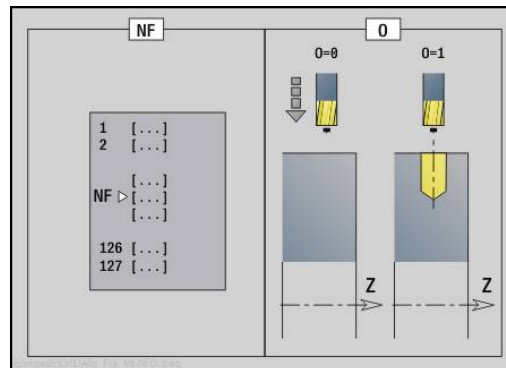 NF
1 [...]
2 [...]
[...]
NF [...]
[...]
126 [...]
127 [...]
O
O=0
O=1
Z
Z